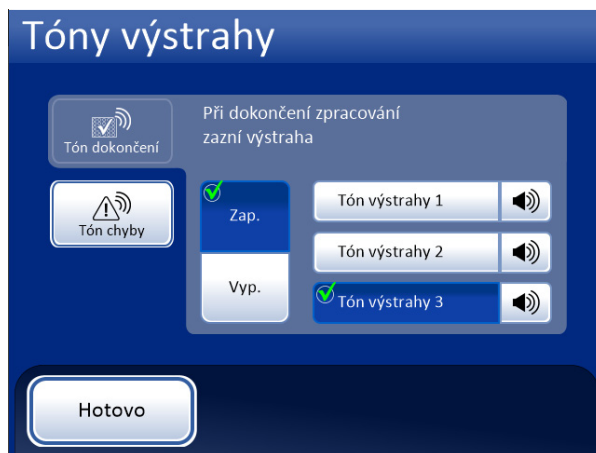 Tóny výstrahy
Tón dokončení
Při dokončení zpracování
zazní výstraha
Tón chyby
Zap.
Vyp.
Tón výstrahy 1
Tón výstrahy 2
Tón výstrahy 3
Hotovo